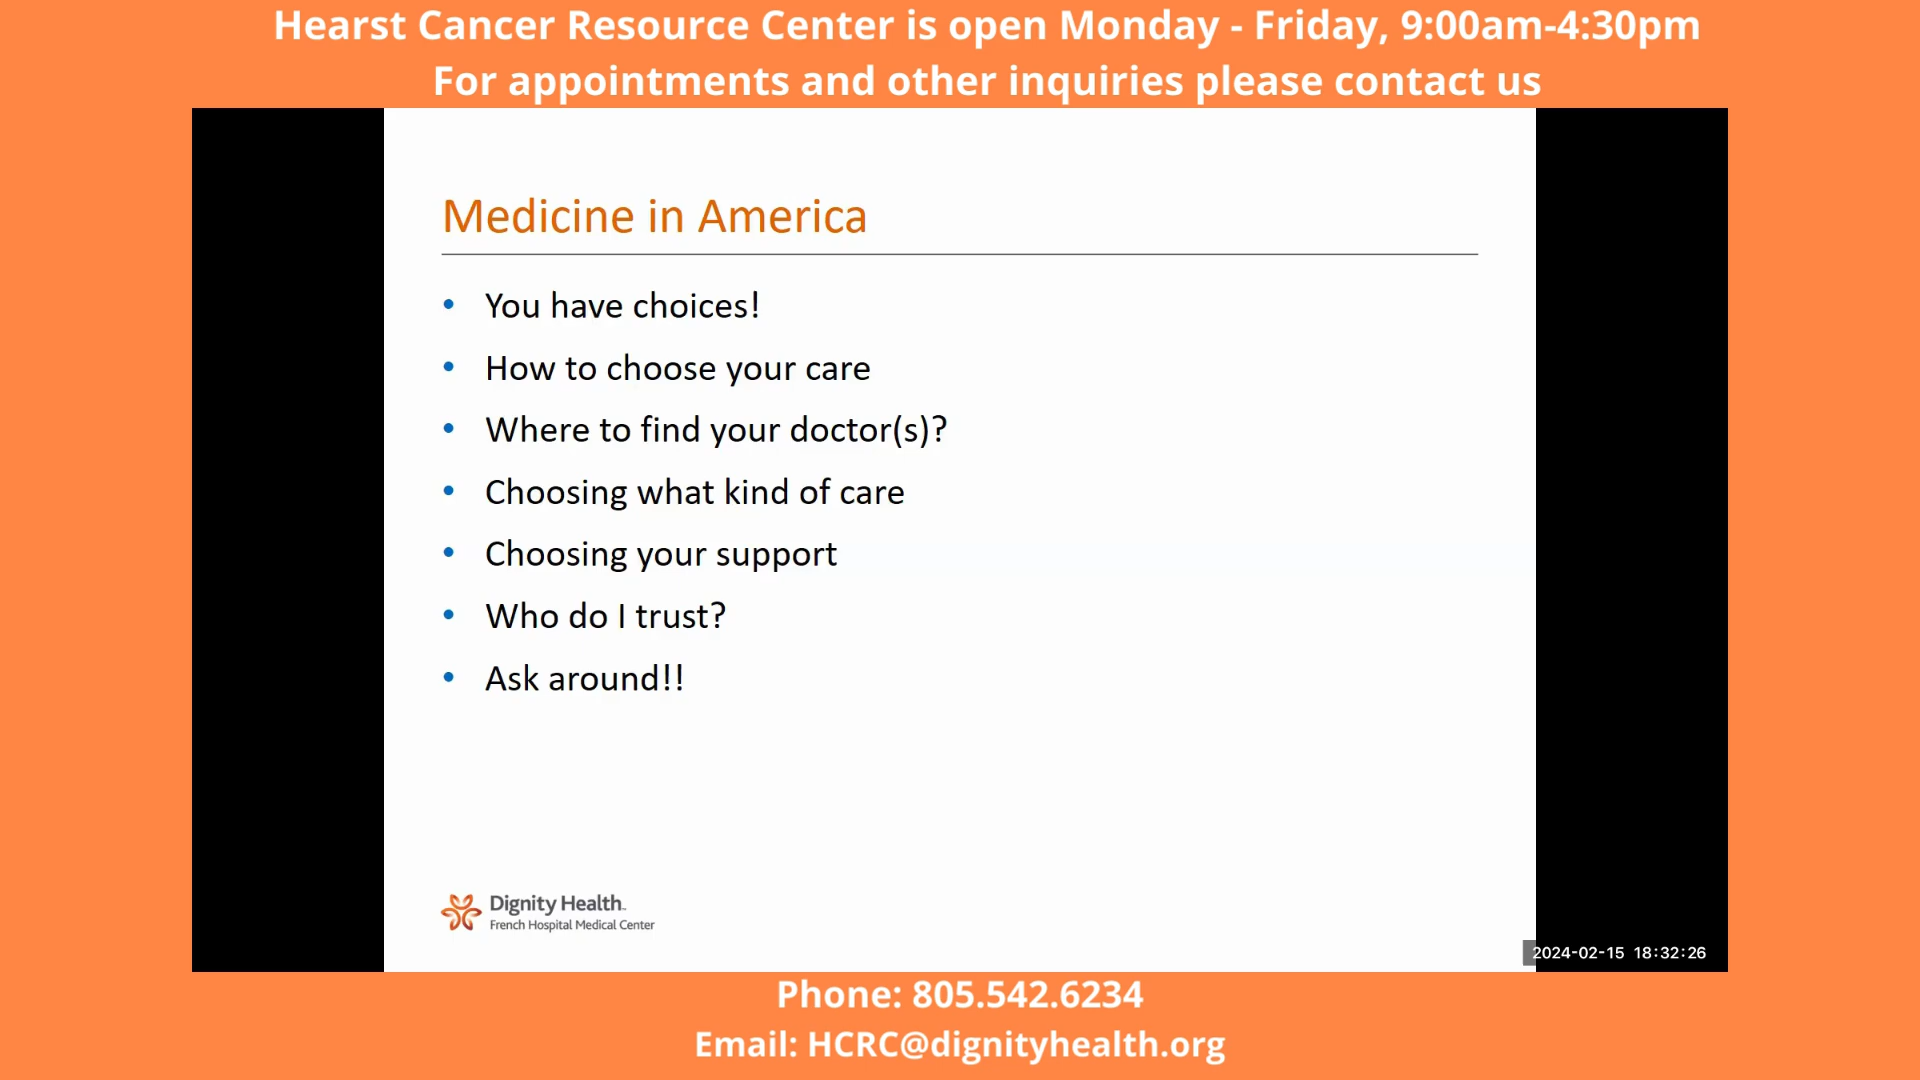 Hearst Cancer Resource Center is open Monday - Friday, 9:00am-4:30pm
For appointments and other inquiries please contact us
Medicine in America
• You have choices!
• How to choose your care
• Where to find your doctor(s)?
• Choosing what kind of care
• Choosing your support
• Who do I trust?
• Ask around!!
Dignity Health™
French Hospital Medical Center
2024-02-15 18:32:26
Phone: 805.542.6234
Email: HCRC@dignityhealth.org